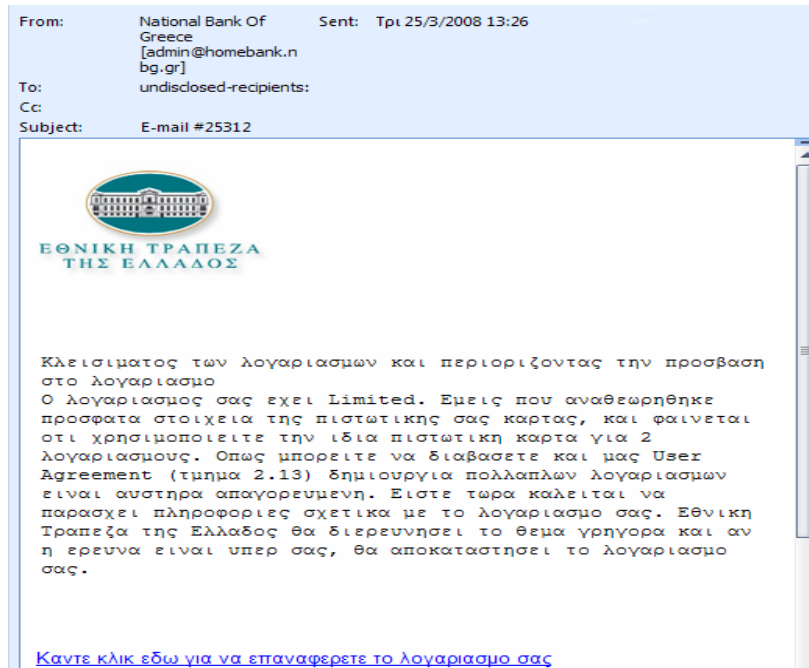 From: National Bank Of Sent: Τρι 25/3/2008 13:26
Greece
[admin@homebank.n
bg.gr]
To: undisclosed-recipients:
Cc:
Subject: E-mail #25312
ΕΘΝΙΚΗ ΤΡΑΠΕΖΑ
ΤΗΣ ΕΛΛΑΔΟΣ
Κλεισιματος των λογαριασμων και περιοριζοντας την προσβαση
στο λογαριασμο
Ο λογαριασμος σας εχει Limited. Εμεις που αναθεωρηθηκε
προσφατα στοιχεια της πιστωτικης σας καρτας, και φαινεται
οτι χρησιμοποιειτε την ιδια πιστωτικη καρτα για 2
λογαριασμους. Οπως μπορειτε να διαβασετε και μας User
Agreement (τμημα 2.13) δημιουργια πολλαπλων λογαριασμων
ειναι αυστηρα απαγορευμενη. Ειστε τωρα καλειται να
παρασχει πληροφοριες σχετικα με το λογαριασμο σας. Εθνικη
Τραπεζα της Ελλαδος θα διερευνησει το θεμα γρηγορα και αν
η ερευνα ειναι υπερ σας, θα αποκαταστησει το λογαριασμο
σας.
Καντε κλικ εδω για να επαναφερετε το λογαριασμο σας